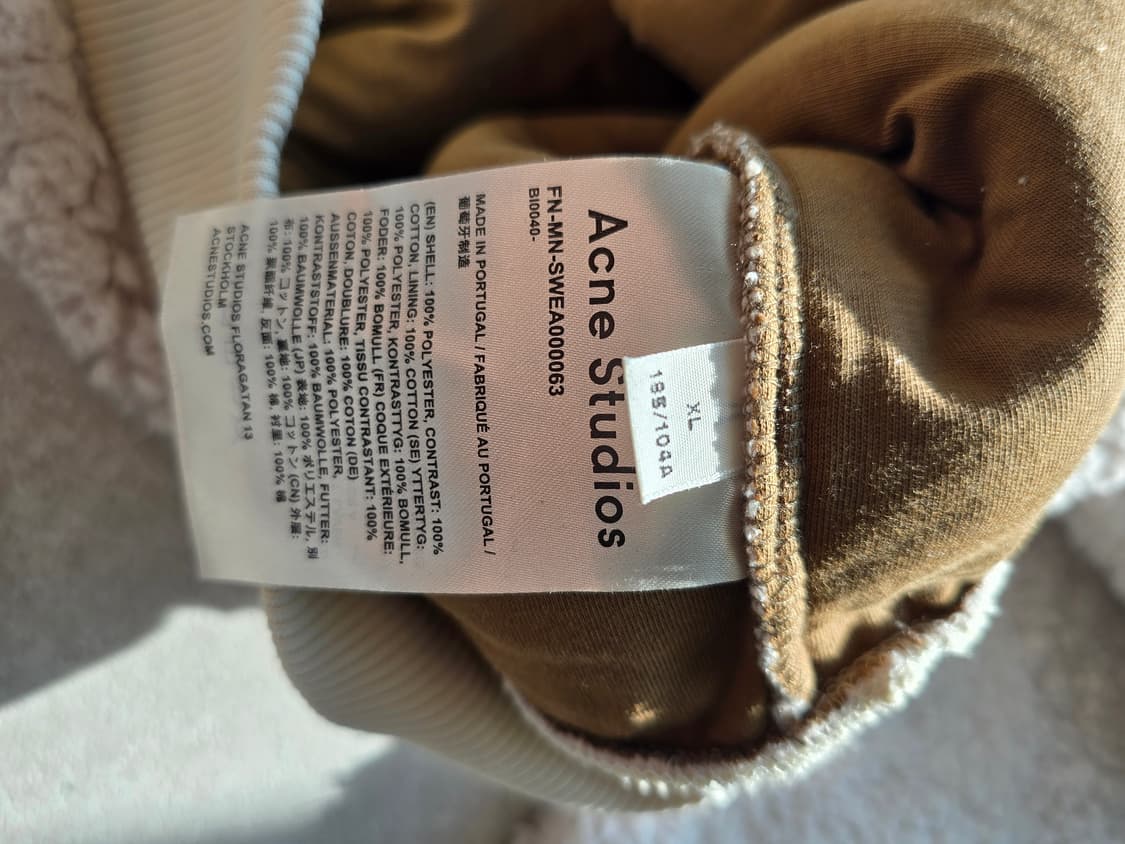 Acne Studios
XL
185/104A
FN-MN-SWEA000063
BI0040-
MADE IN PORTUGAL / FABRIQUÉ AU PORTUGAL /
葡萄牙制造
(EN) SHELL: 100% POLYESTER, CONTRAST: 100%
COTTON, LINING: 100% COTTON (SE) YTTERTYG:
100% POLYESTER, KONTRASTTYG: 100% BOMULL,
FODER: 100% BOMULL (FR) COQUE EXTÉRIEURE:
100% POLYESTER, TISSU CONTRASTANT: 100%
COTON, DOUBLURE: 100% COTON (DE)
AUSSENMATERIAL: 100% POLYESTER,
KONTRASTSTOFF: 100% BAUMWOLLE, FUTTER:
100% BAUMWOLLE (JP) 表地: 100% ポリエステル, 別
布: 100% コットン, 裏地: 100% コットン (CN) 外层:
100% 聚酯纤维, 反面: 100% 棉, 衬里: 100% 棉
ACNE STUDIOS FLORAGATAN 13
STOCKHOLM
ACNESTUDIOS.COM